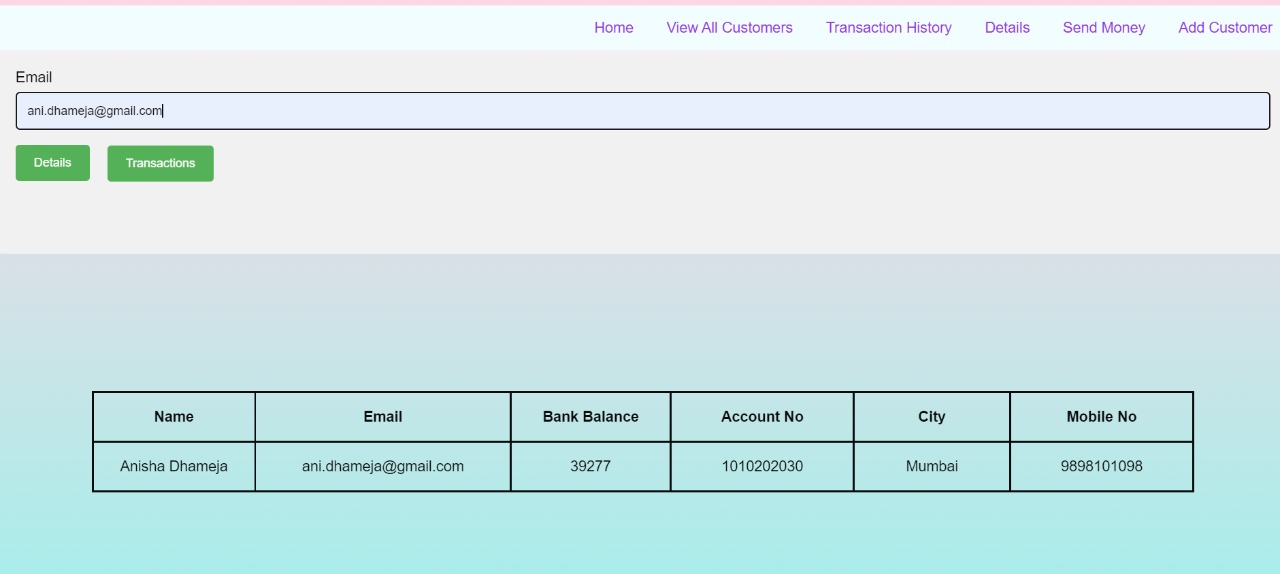 Home View All Customers Transaction History Details Send Money Add Customer
Email
ani.dhameja@gmail.com
Details Transactions
Name Email Bank Balance Account No City Mobile No
Anisha Dhameja ani.dhameja@gmail.com 39277 1010202030 Mumbai 9898101098